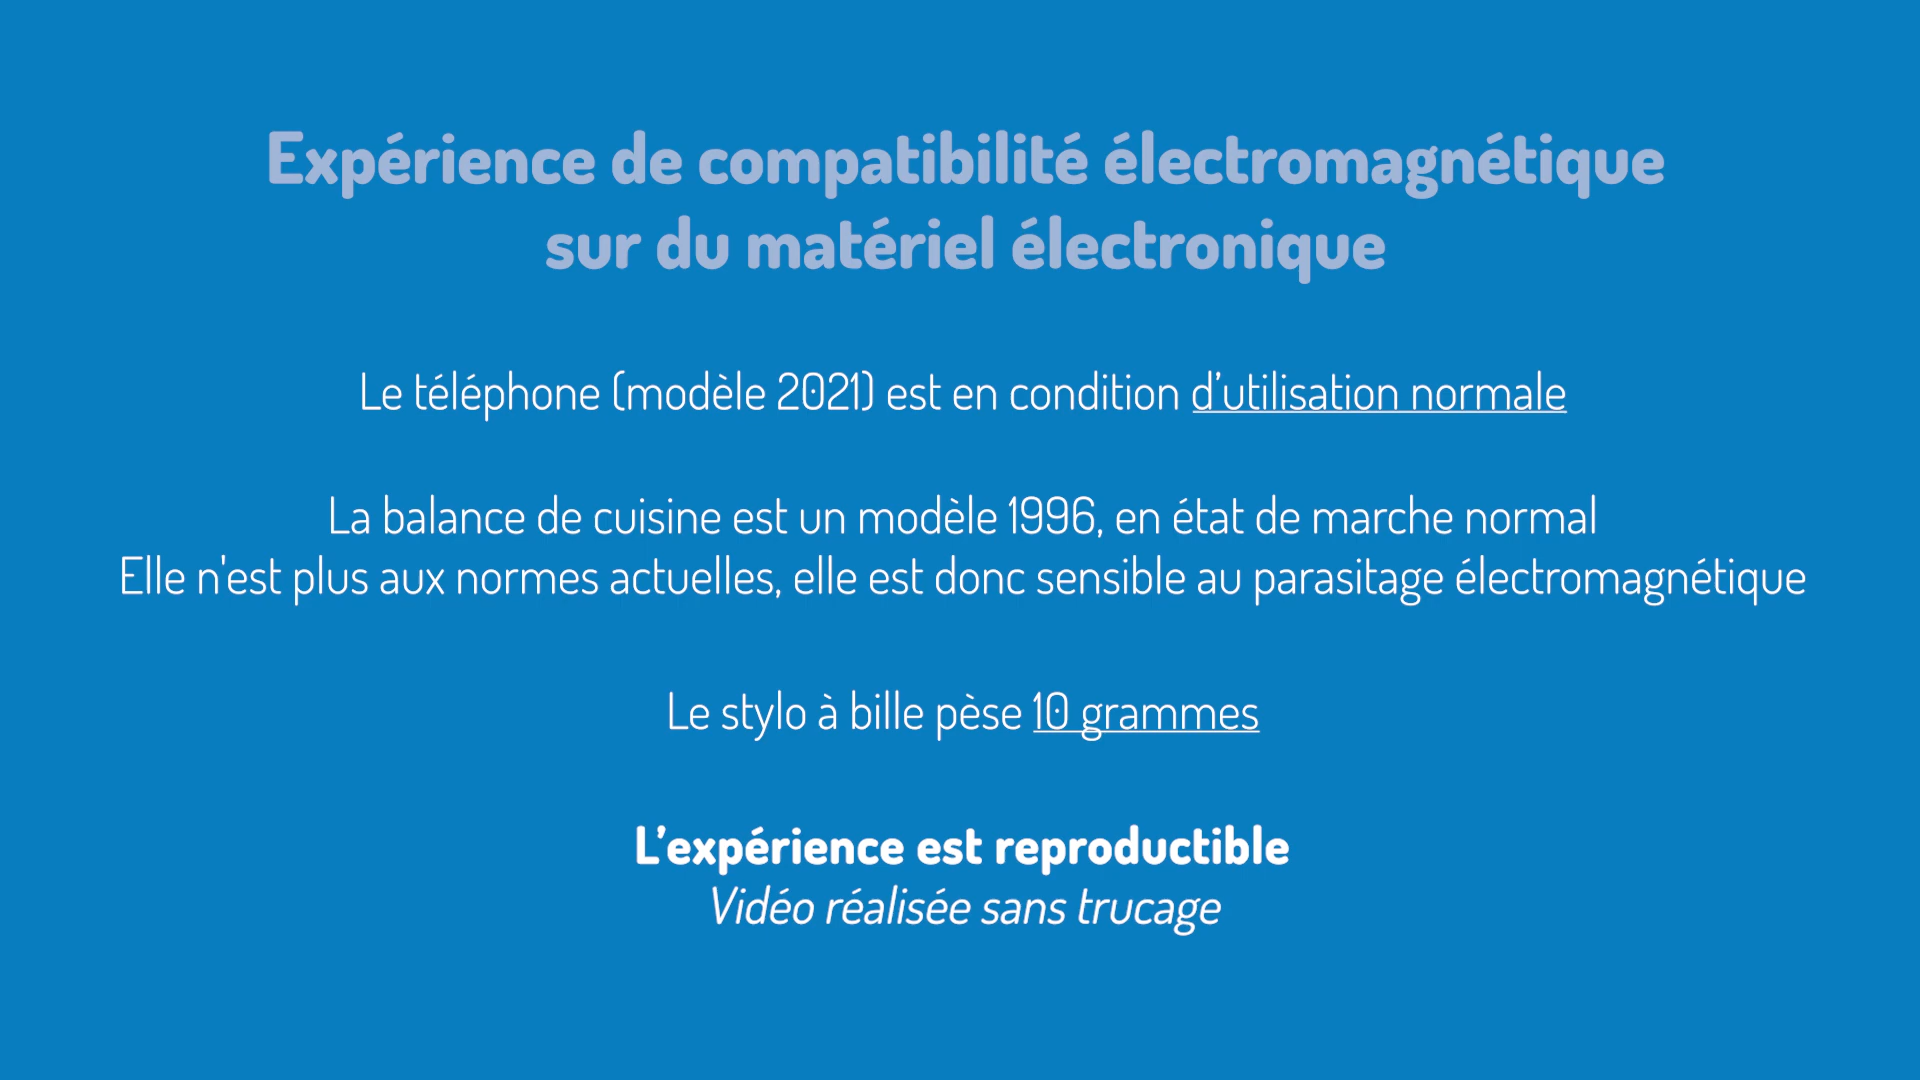 Expérience de compatibilité électromagnétique
sur du matériel électronique
Le téléphone (modèle 2021) est en condition d’utilisation normale
La balance de cuisine est un modèle 1996, en état de marche normal
Elle n'est plus aux normes actuelles, elle est donc sensible au parasitage électromagnétique
Le stylo à bille pèse 10 grammes
L’expérience est reproductible
Vidéo réalisée sans trucage